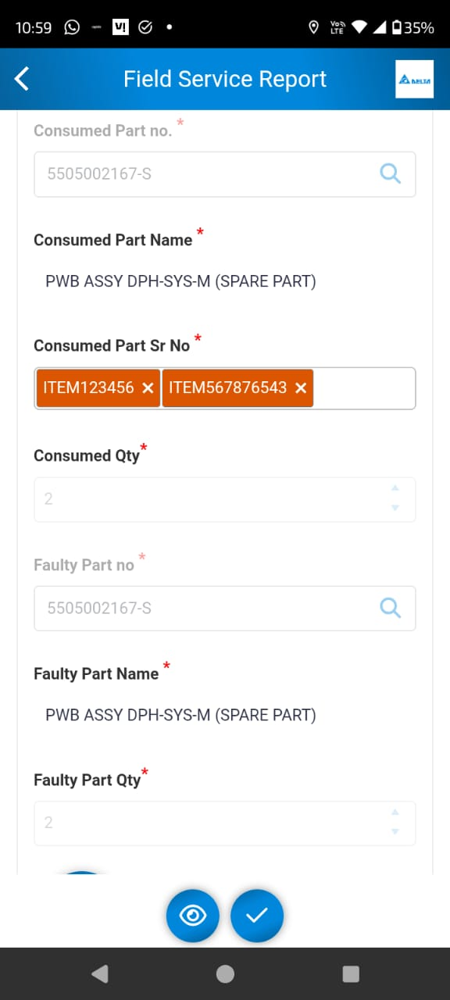 10:59
VoLTE 35%
Field Service Report
DELTA
Consumed Part no. *
5505002167-S
Consumed Part Name *
PWB ASSY DPH-SYS-M (SPARE PART)
Consumed Part Sr No *
ITEM123456 × ITEM567876543 ×
Consumed Qty*
2
Faulty Part no *
5505002167-S
Faulty Part Name *
PWB ASSY DPH-SYS-M (SPARE PART)
Faulty Part Qty*
2